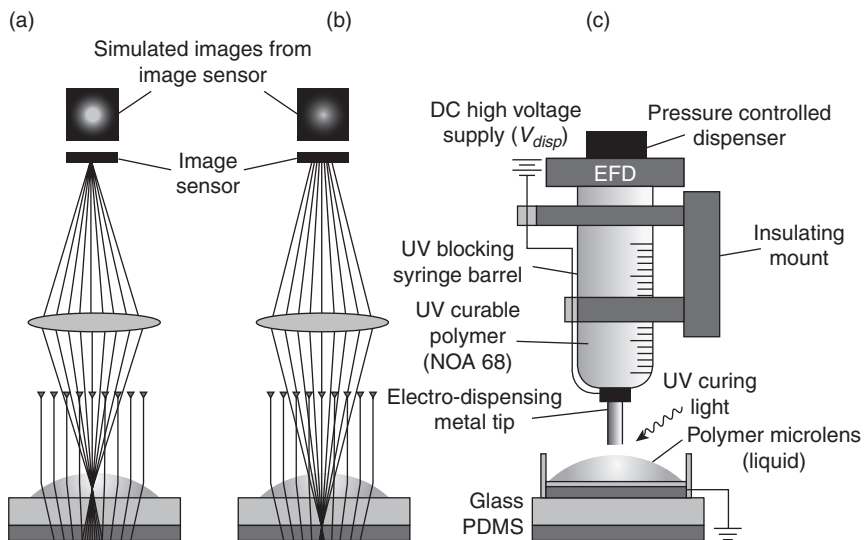 (a)
(b)
(c)
Simulated images from
image sensor
Image
sensor
DC high voltage
supply (V_disp)
Pressure controlled
dispenser
EFD
UV blocking
syringe barrel
Insulating
mount
UV curable
polymer
(NOA 68)
Electro-dispensing
metal tip
UV curing
light
Polymer microlens
(liquid)
Glass
PDMS